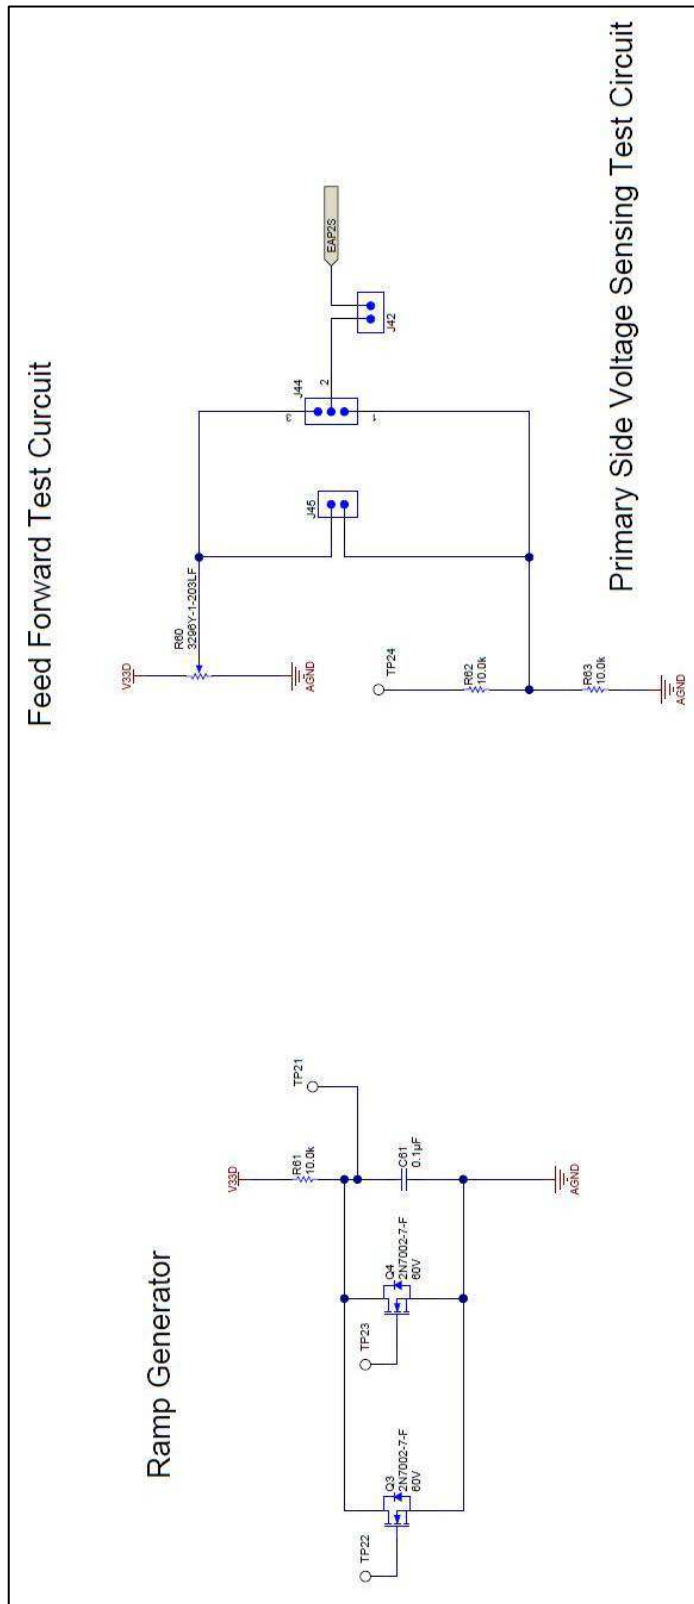 Feed Forward Test Curcuit
V33D
R60
3296Y-1-203LF
AGND
J45
J44
3
2
1
J42
EAP2S
TP24
R62
10.0k
R63
10.0k
AGND
Primary Side Voltage Sensing Test Circuit
Ramp Generator
V33D
R61
10.0k
TP21
C61
0.1µF
AGND
TP22
Q3
2N7002-7-F
60V
TP23
Q4
2N7002-7-F
60V